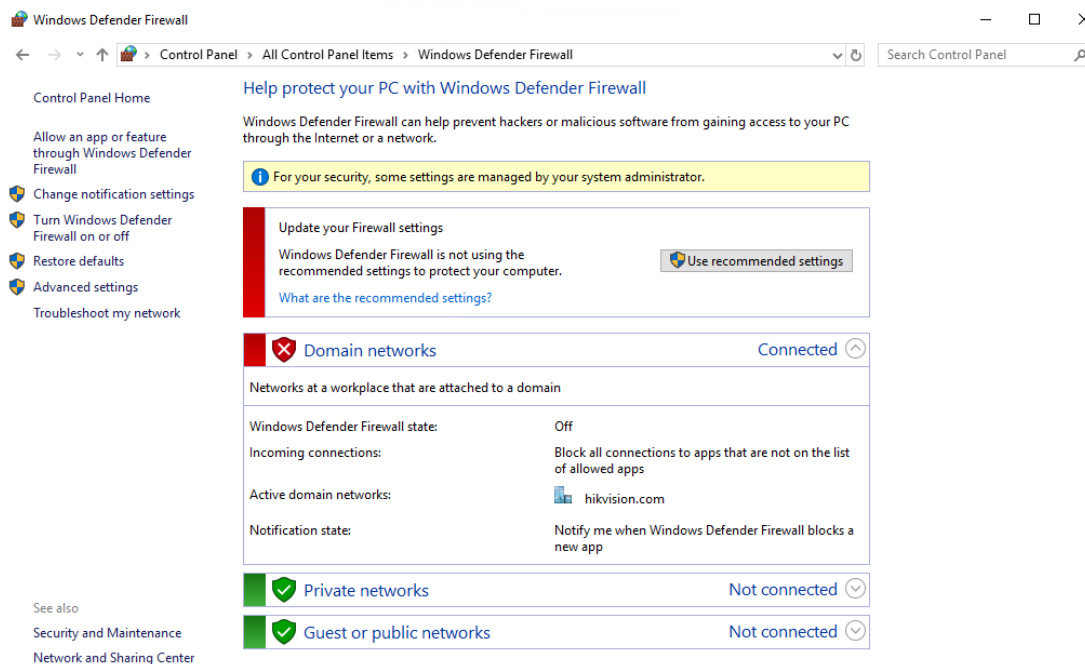 Windows Defender Firewall
Control Panel > All Control Panel Items > Windows Defender Firewall
Search Control Panel
Control Panel Home
Allow an app or feature
through Windows Defender
Firewall
Change notification settings
Turn Windows Defender
Firewall on or off
Restore defaults
Advanced settings
Troubleshoot my network
See also
Security and Maintenance
Network and Sharing Center
Help protect your PC with Windows Defender Firewall
Windows Defender Firewall can help prevent hackers or malicious software from gaining access to your PC
through the Internet or a network.
For your security, some settings are managed by your system administrator.
Update your Firewall settings
Windows Defender Firewall is not using the
recommended settings to protect your computer.
Use recommended settings
What are the recommended settings?
Domain networks Connected
Networks at a workplace that are attached to a domain
Windows Defender Firewall state: Off
Incoming connections: Block all connections to apps that are not on the list
of allowed apps
Active domain networks: hikvision.com
Notification state: Notify me when Windows Defender Firewall blocks a
new app
Private networks Not connected
Guest or public networks Not connected